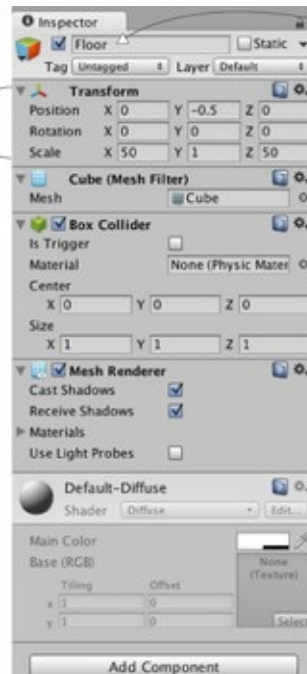 Inspector
Floor Static
Tag Untagged Layer Default
Transform
Position X 0 Y -0.5 Z 0
Rotation X 0 Y 0 Z 0
Scale X 50 Y 1 Z 50
Cube (Mesh Filter)
Mesh Cube
Box Collider
Is Trigger
Material None (Physic Mater
Center
X 0 Y 0 Z 0
Size
X 1 Y 1 Z 1
Mesh Renderer
Cast Shadows
Receive Shadows
Materials
Use Light Probes
Default-Diffuse
Shader Diffuse Edit...
Main Color
Base (RGB) None
(Texture)
Tiling Offset
x 1 0
y 1 0 Select
Add Component